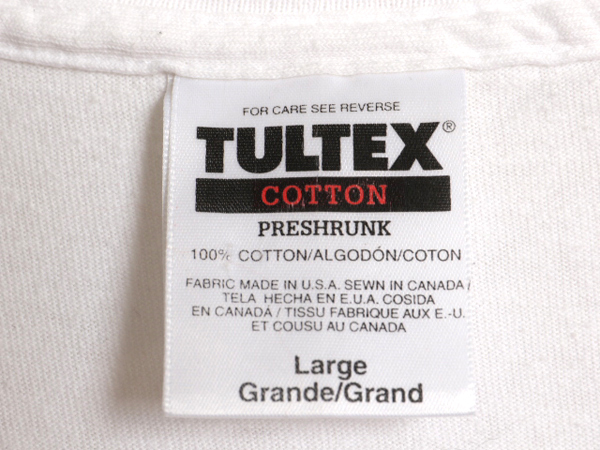 FOR CARE SEE REVERSE
TULTEX®
COTTON
PRESHRUNK
100% COTTON/ALGODÓN/COTON
FABRIC MADE IN U.S.A. SEWN IN CANADA/
TELA HECHA EN E.U.A. COSIDA
EN CANADÁ / TISSU FABRIQUE AUX E.-U.
ET COUSU AU CANADA
Large
Grande/Grand